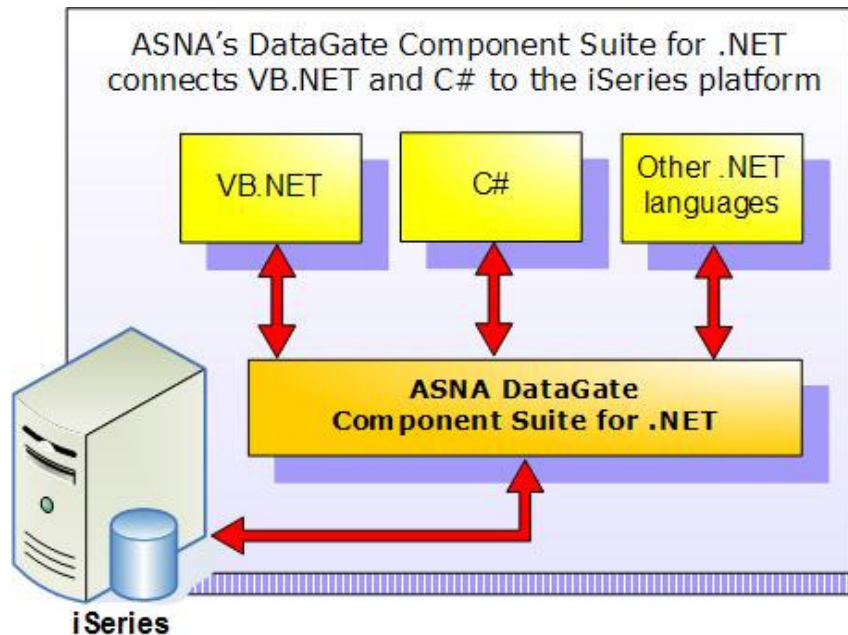 ASNA's DataGate Component Suite for .NET
connects VB.NET and C# to the iSeries platform
VB.NET
C#
Other .NET
languages
ASNA DataGate
Component Suite for .NET
iSeries